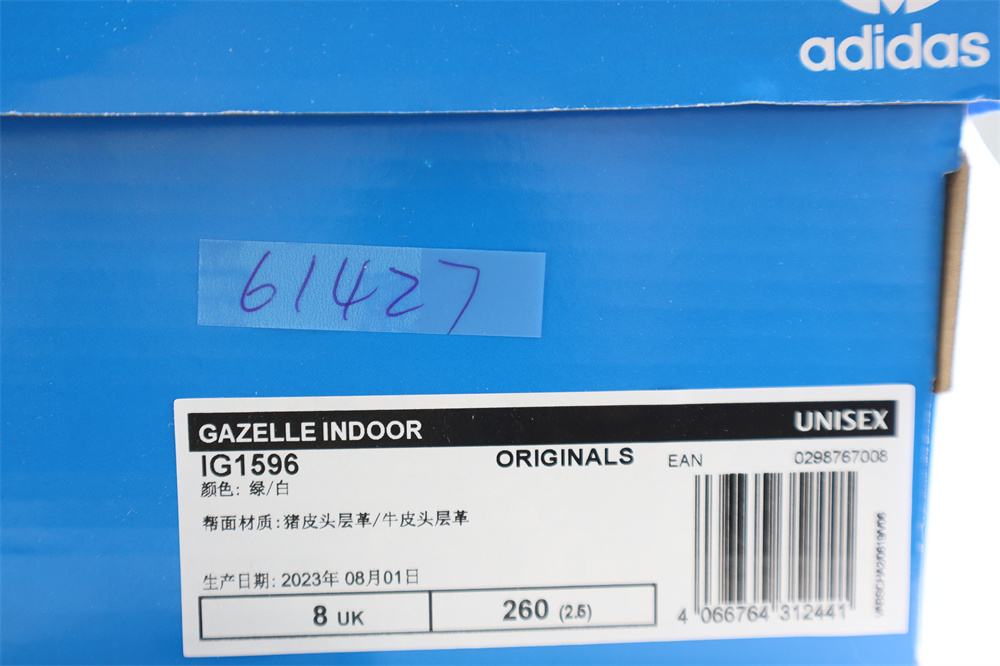 adidas
61427
GAZELLE INDOOR UNISEX
IG1596 ORIGINALS EAN 0298767008
颜色: 绿/白
帮面材质:猪皮头层革/牛皮头层革
生产日期: 2023年 08月01日
8 UK 260 (2.5)
4 066764 312441